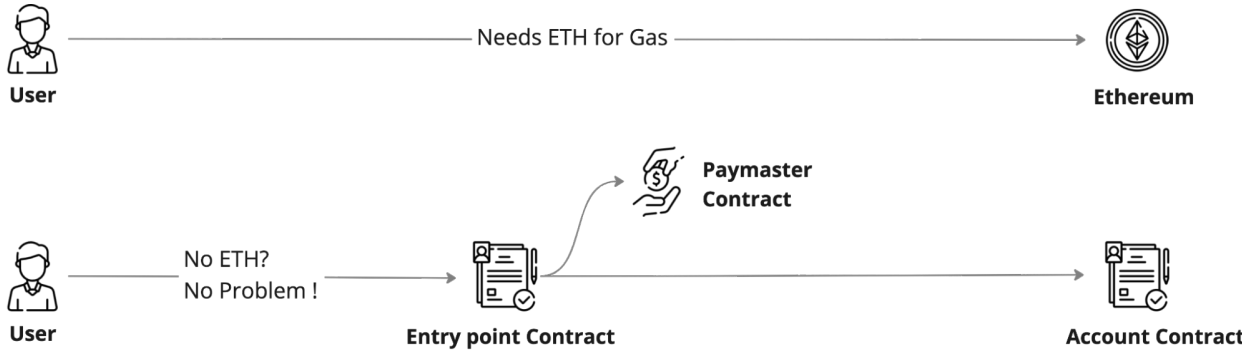 Needs ETH for Gas
User
Ethereum
Paymaster
Contract
No ETH?
No Problem !
User
Entry point Contract
Account Contract